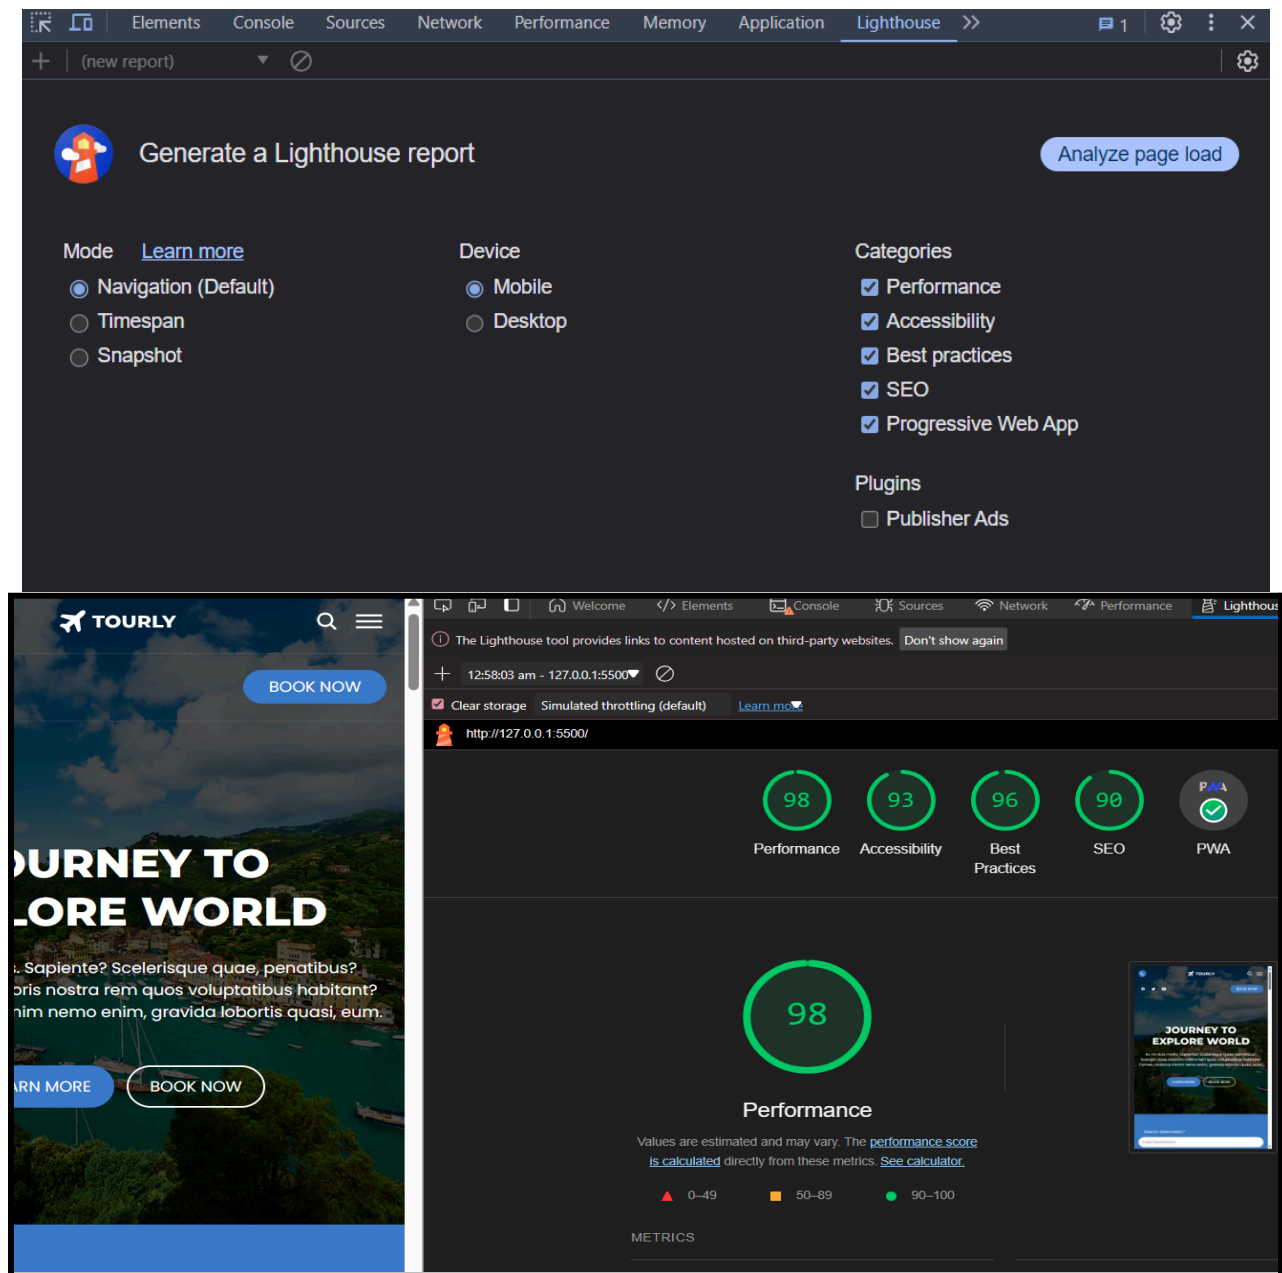 Elements Console Sources Network Performance Memory Application Lighthouse 1
(new report)
Generate a Lighthouse report
Analyze page load
Mode Learn more
Navigation (Default)
Timespan
Snapshot
Device
Mobile
Desktop
Categories
Performance
Accessibility
Best practices
SEO
Progressive Web App
Plugins
Publisher Ads
TOURLY
BOOK NOW
OURNEY TO
LORE WORLD
s. Sapiente? Scelerisque quae, penatibus?
oris nostra rem quos voluptatibus habitant?
nim nemo enim, gravida lobortis quasi, eum.
ARN MORE BOOK NOW
Welcome Elements Console Sources Network Performance Lighthous
The Lighthouse tool provides links to content hosted on third-party websites. Don't show again
12:58:03 am - 127.0.0.1:5500
Clear storage Simulated throttling (default) Learn more
http://127.0.0.1:5500/
98 93 96 90 PWA
Performance Accessibility Best Practices SEO PWA
98
Performance
Values are estimated and may vary. The performance score
is calculated directly from these metrics. See calculator.
0–49 50–89 90–100
METRICS
TOURLY
BOOK NOW
JOURNEY TO
EXPLORE WORLD